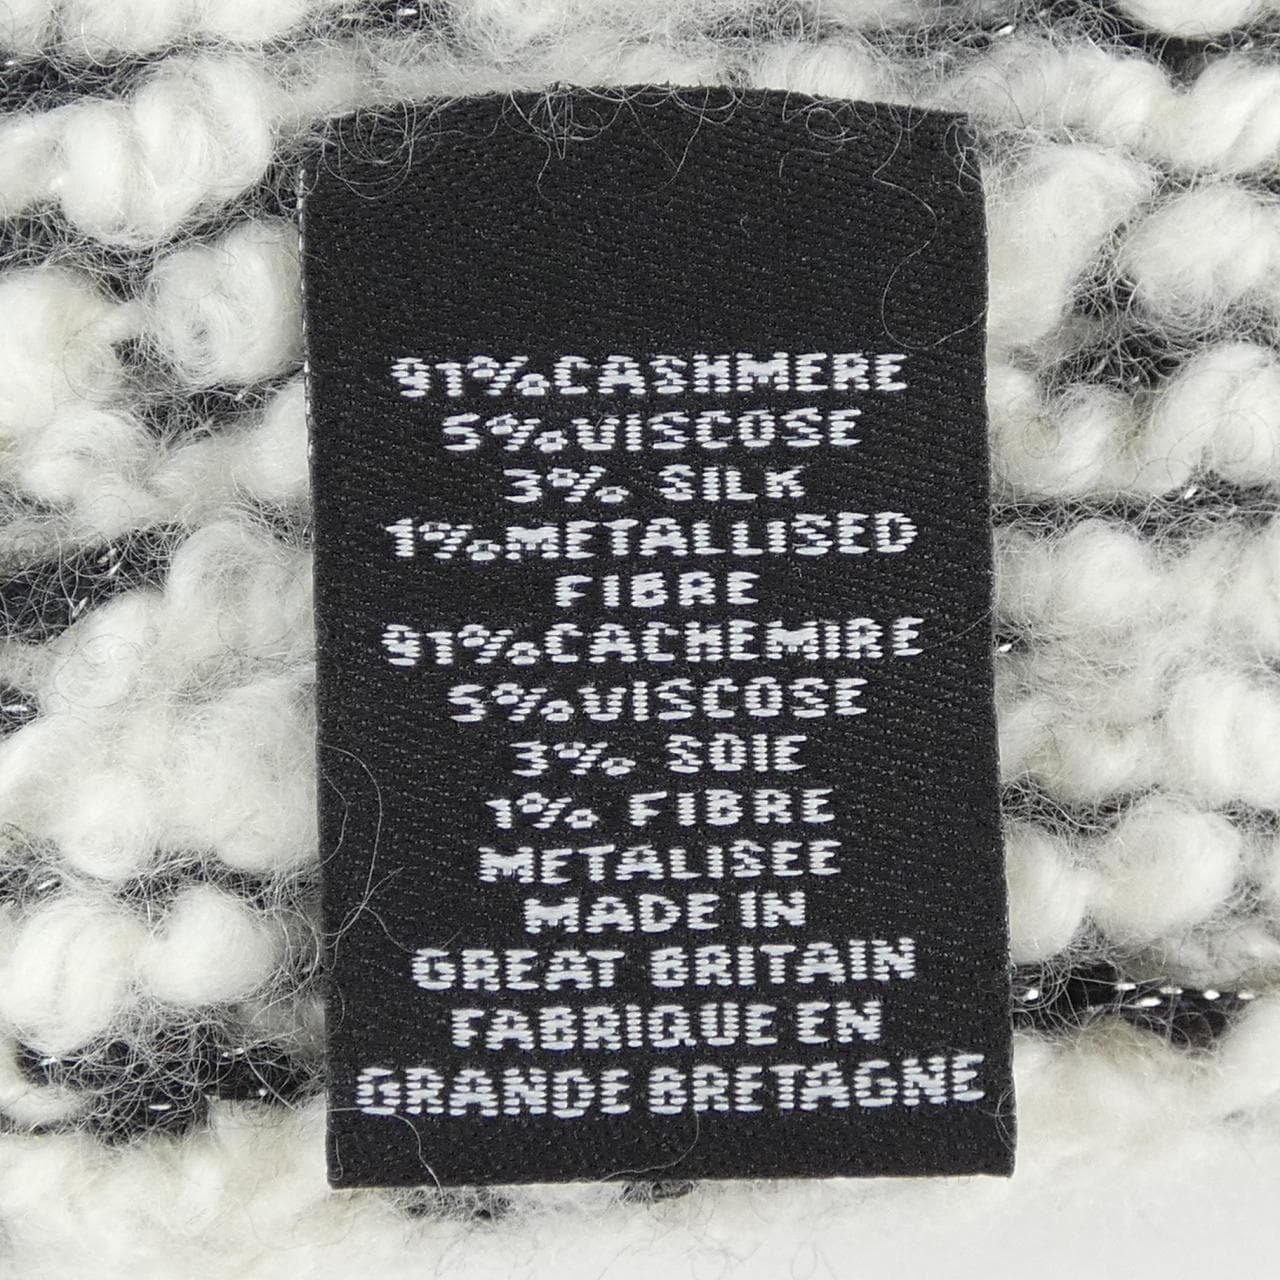 91%CASHMERE
5%VISCOSE
3% SILK
1%METALLISED
FIBRE
91%CACHEMIRE
5%VISCOSE
3% SOIE
1% FIBRE
METALISEE
MADE IN
GREAT BRITAIN
FABRIQUE EN
GRANDE BRETAGNE